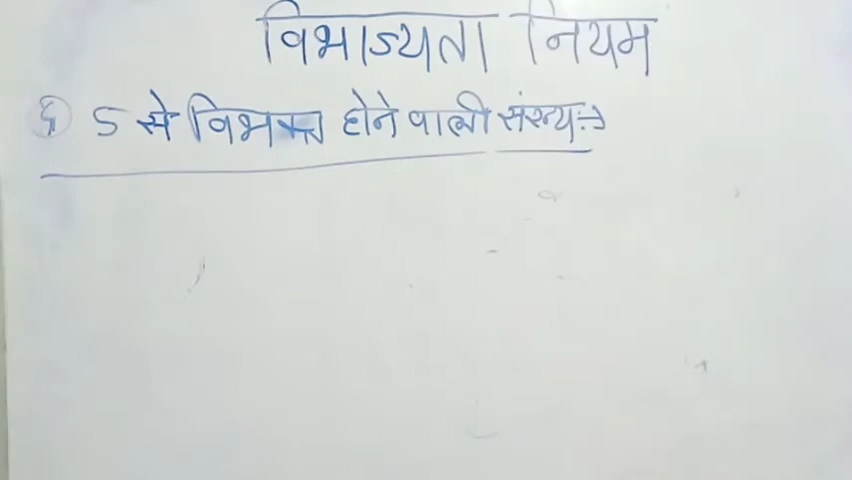 विभाज्यता नियम
5 से विभक्त होने वाली संख्य:→